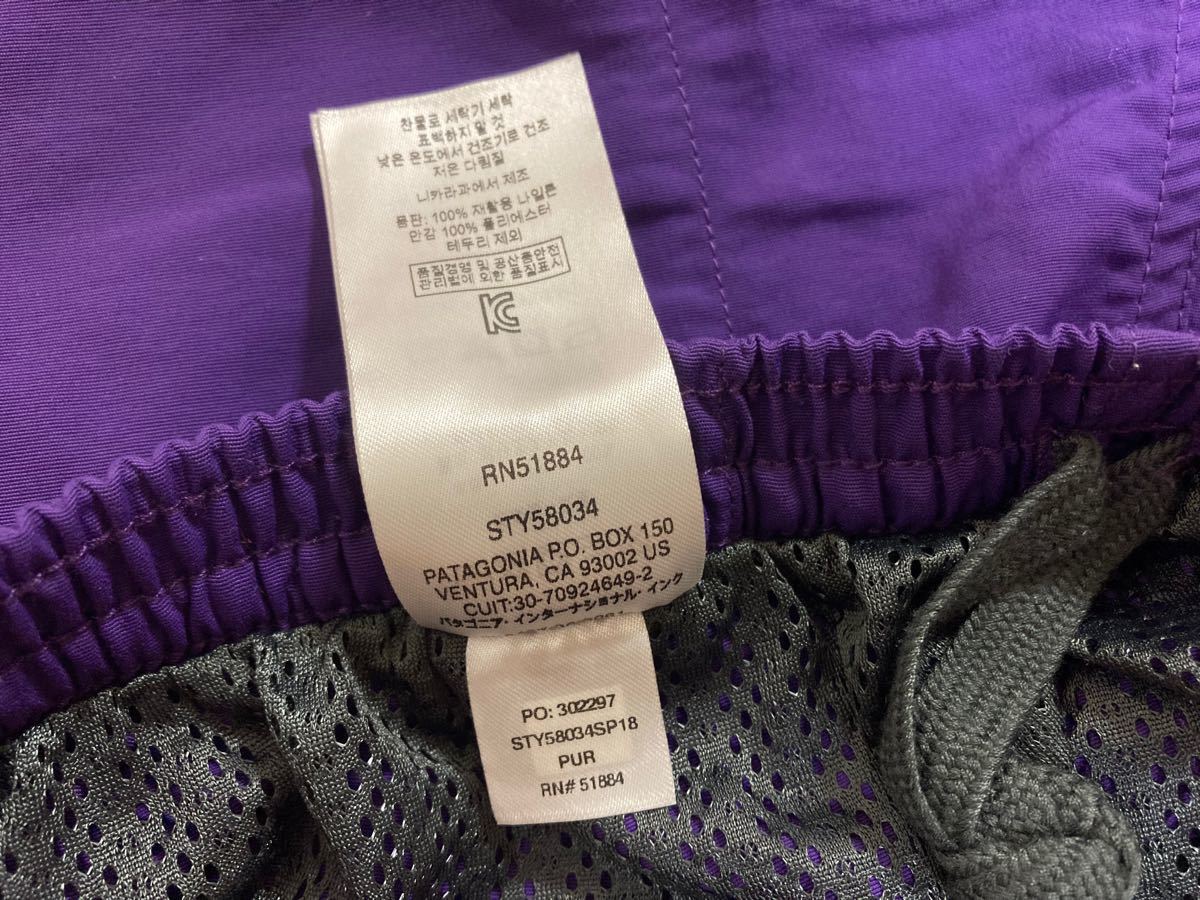 찬물로 세탁기 세탁
표백하지 말 것
낮은 온도에서 건조기로 건조
저온 다림질
니카라과에서 제조
몸판: 100% 재활용 나일론
안감 100% 폴리에스터
테두리 제외
품질경영 및 공산품안전
관리법에 의한 품질표시
RN51884
STY58034
PATAGONIA P.O. BOX 150
VENTURA, CA 93002 US
CUIT:30-70924649-2
パタゴニア・インターナショナル・インク
PO: 302297
STY58034SP18
PUR
RN# 51884